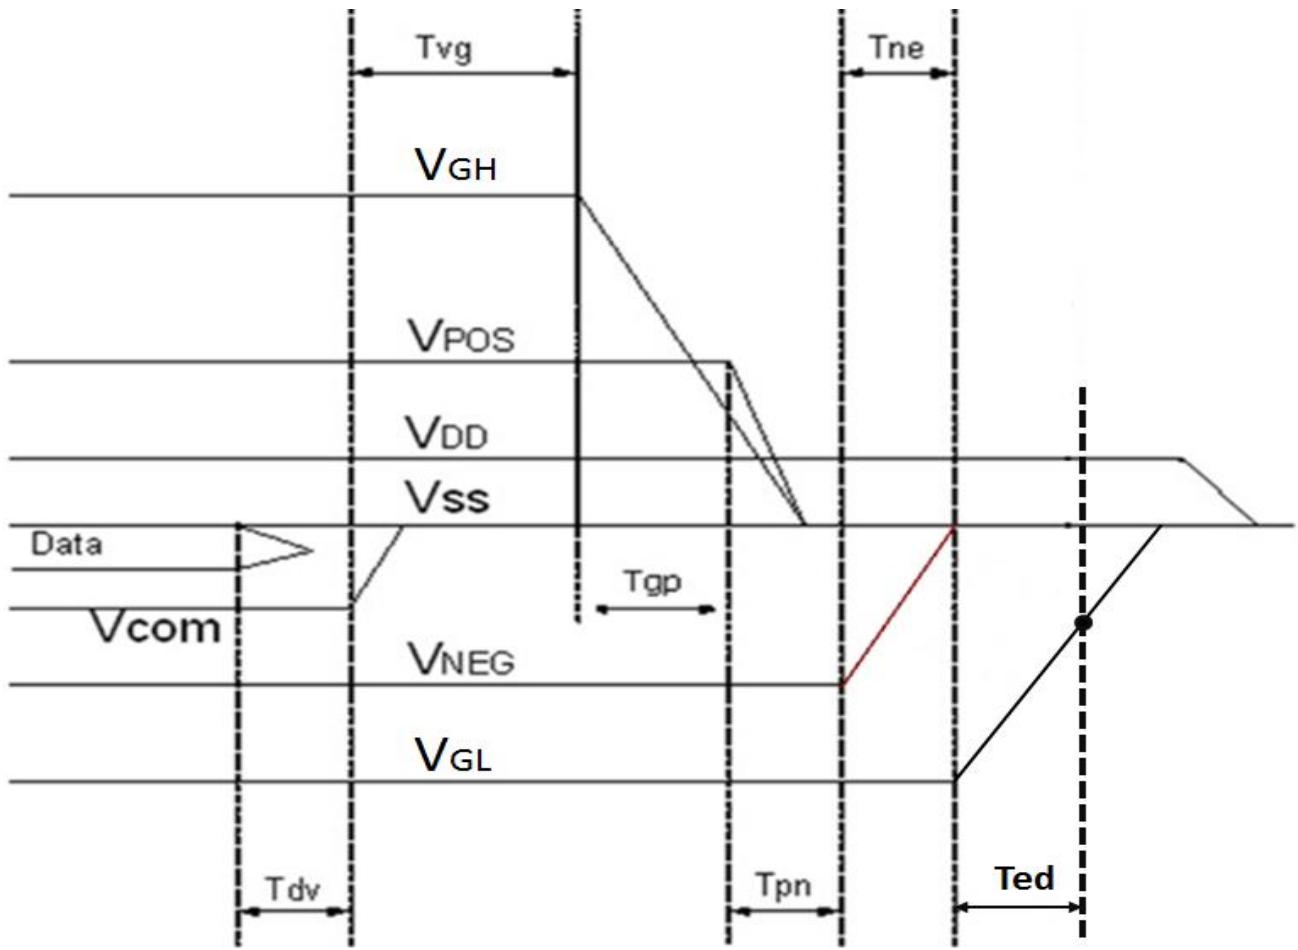 Tvg
Tne
VGH
VPOS
VDD
Vss
Data
Tgp
Vcom
VNEG
VGL
Tdv
Tpn
Ted